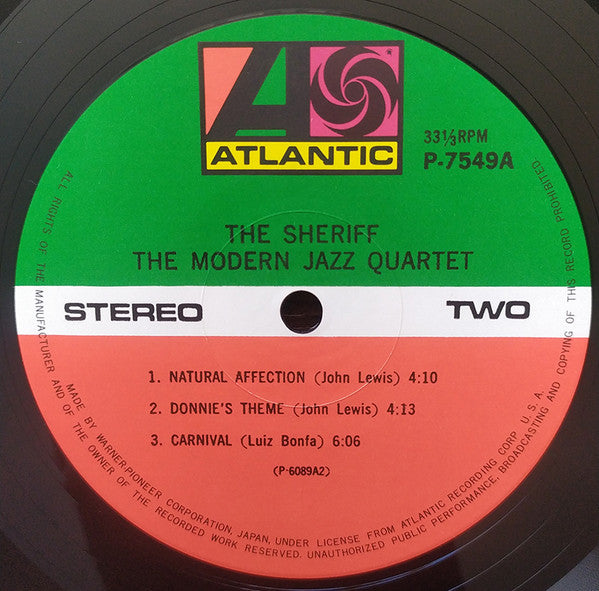 ATLANTIC
33⅓RPM
P-7549A
THE SHERIFF
THE MODERN JAZZ QUARTET
STEREO TWO
1. NATURAL AFFECTION (John Lewis) 4:10
2. DONNIE'S THEME (John Lewis) 4:13
3. CARNIVAL (Luiz Bonfa) 6:06
(P-6089A2)
MADE BY WARNER-PIONEER CORPORATION, JAPAN, UNDER LICENSE FROM ATLANTIC RECORDING CORP. U.S.A.
ALL RIGHTS OF THE MANUFACTURER AND OF THE OWNER OF THE RECORDED WORK RESERVED. UNAUTHORIZED PUBLIC PERFORMANCE, BROADCASTING AND COPYING OF THIS RECORD PROHIBITED